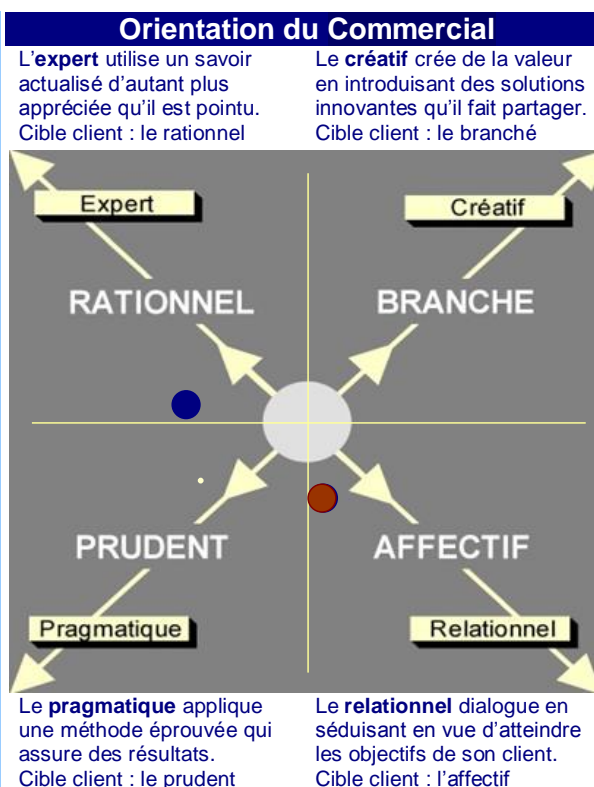 Orientation du Commercial
L'expert utilise un savoir
actualisé d'autant plus
appréciée qu'il est pointu.
Cible client : le rationnel
Le créatif crée de la valeur
en introduisant des solutions
innovantes qu'il fait partager.
Cible client : le branché
Expert
Créatif
RATIONNEL
BRANCHE
PRUDENT
AFFECTIF
Pragmatique
Relationnel
Le pragmatique applique
une méthode éprouvée qui
assure des résultats.
Cible client : le prudent
Le relationnel dialogue en
séduisant en vue d'atteindre
les objectifs de son client.
Cible client : l'affectif